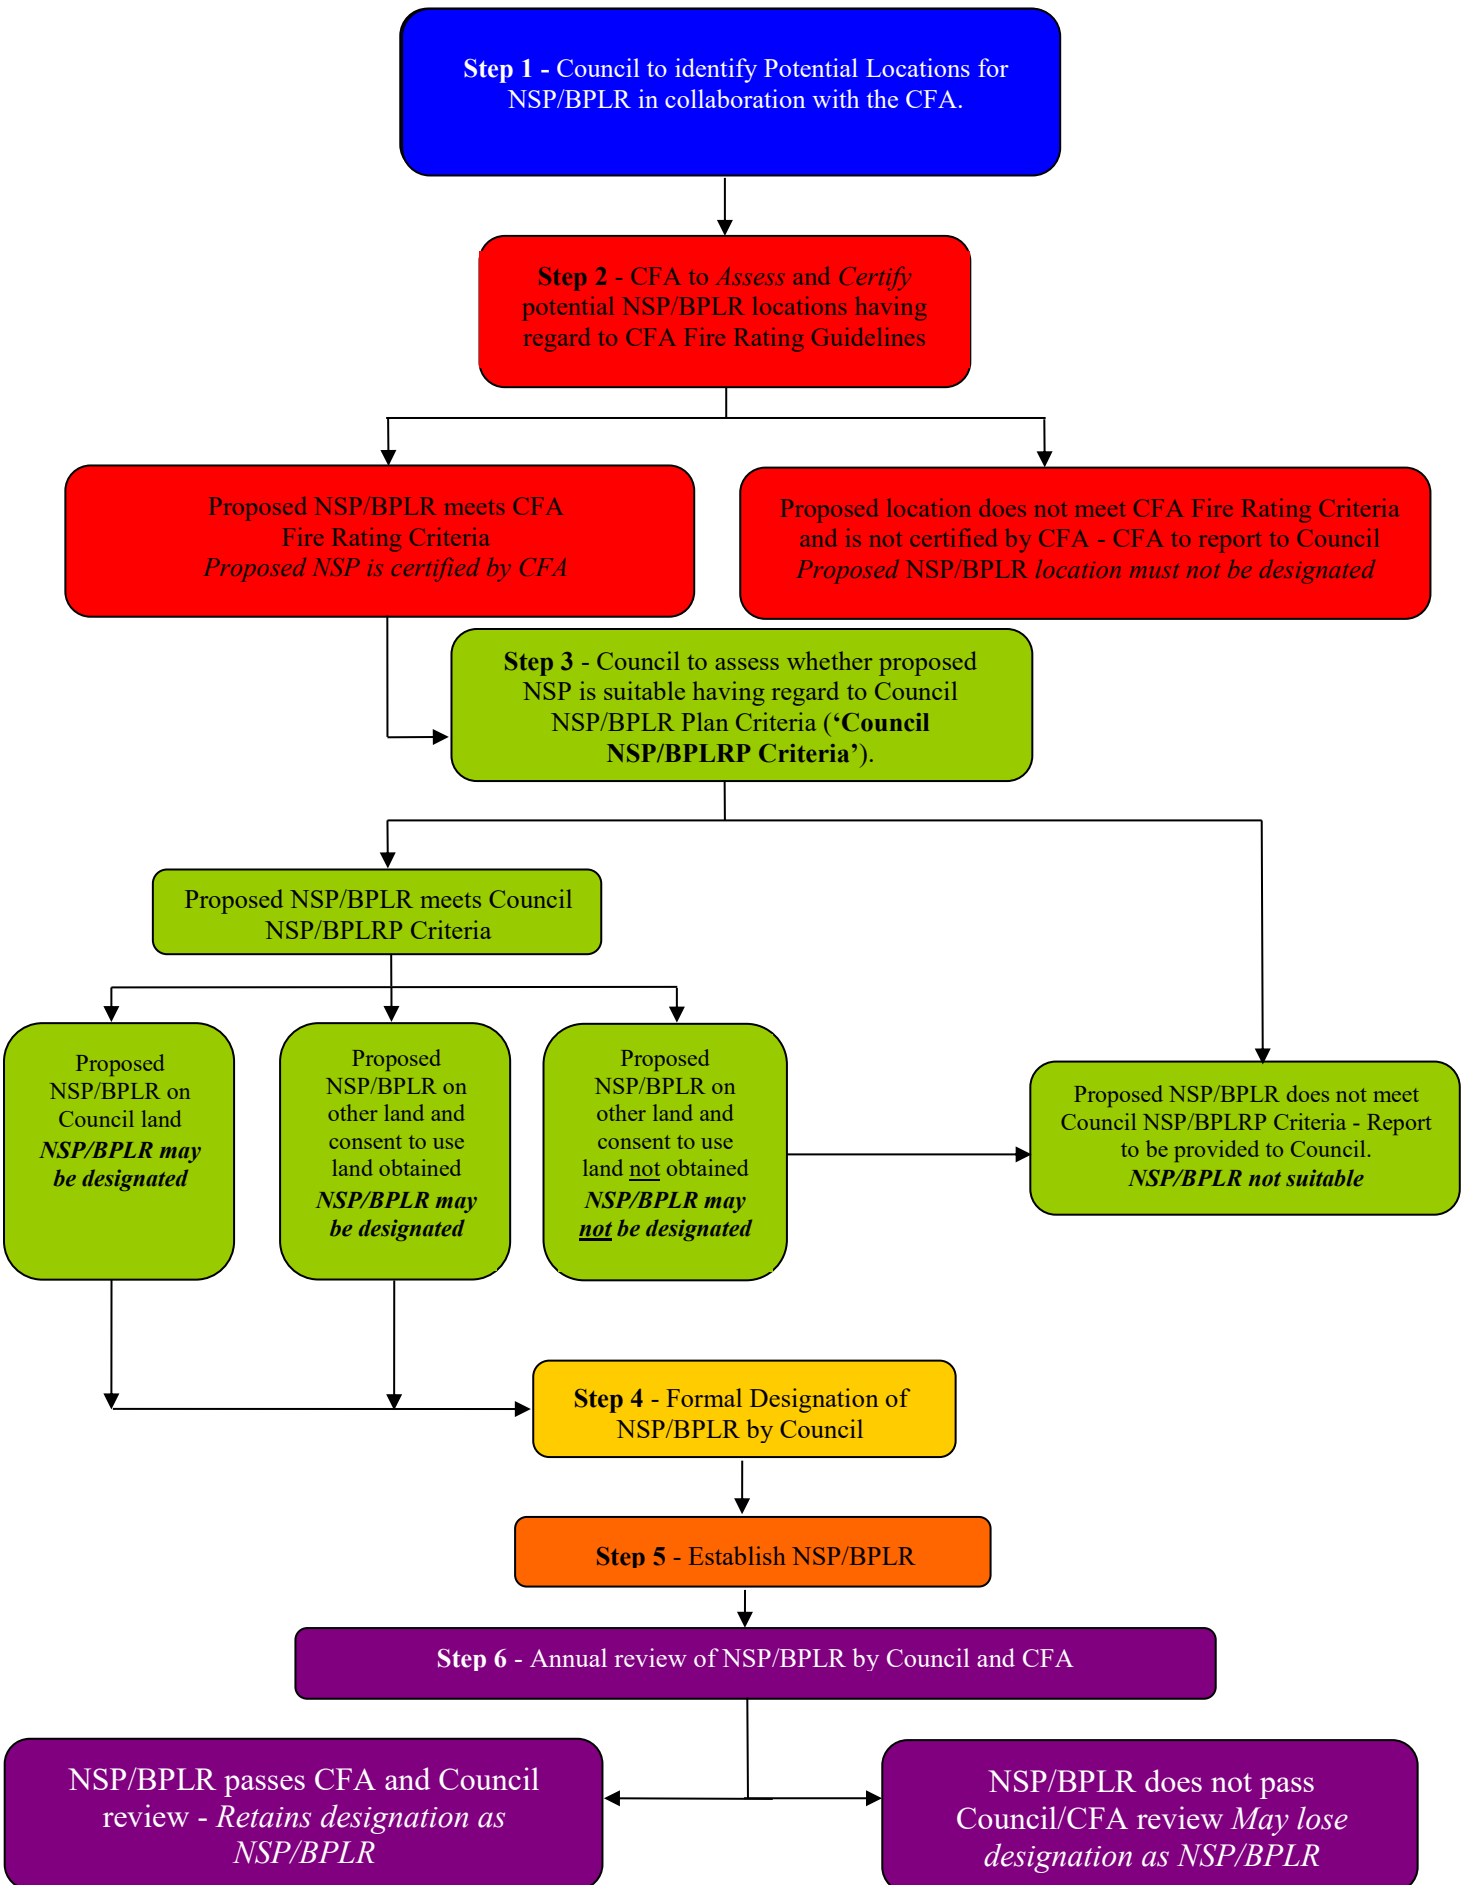 Step 1 - Council to identify Potential Locations for
NSP/BPLR in collaboration with the CFA.
Step 2 - CFA to Assess and Certify
potential NSP/BPLR locations having
regard to CFA Fire Rating Guidelines
Proposed NSP/BPLR meets CFA
Fire Rating Criteria
Proposed NSP is certified by CFA
Proposed location does not meet CFA Fire Rating Criteria
and is not certified by CFA - CFA to report to Council
Proposed NSP/BPLR location must not be designated
Step 3 - Council to assess whether proposed
NSP is suitable having regard to Council
NSP/BPLR Plan Criteria (‘Council
NSP/BPLRP Criteria’).
Proposed NSP/BPLR meets Council
NSP/BPLRP Criteria
Proposed
NSP/BPLR on
Council land
NSP/BPLR may
be designated
Proposed
NSP/BPLR on
other land and
consent to use
land obtained
NSP/BPLR may
be designated
Proposed
NSP/BPLR on
other land and
consent to use
land not obtained
NSP/BPLR may
not be designated
Proposed NSP/BPLR does not meet
Council NSP/BPLRP Criteria - Report
to be provided to Council.
NSP/BPLR not suitable
Step 4 - Formal Designation of
NSP/BPLR by Council
Step 5 - Establish NSP/BPLR
Step 6 - Annual review of NSP/BPLR by Council and CFA
NSP/BPLR passes CFA and Council
review - Retains designation as
NSP/BPLR
NSP/BPLR does not pass
Council/CFA review May lose
designation as NSP/BPLR